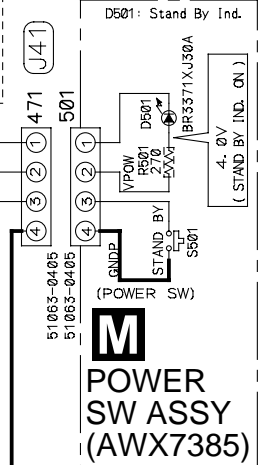 D501: Stand By Ind.
J41
471
501
1
2
3
4
1
2
3
4
51063-0405
51063-0405
VPOW
R501
270
D501
BR3371XJ30A
4. 0V
( STAND BY IND. ON )
GNDP
STAND BY
S501
(POWER SW)
M
POWER
SW ASSY
(AWX7385)